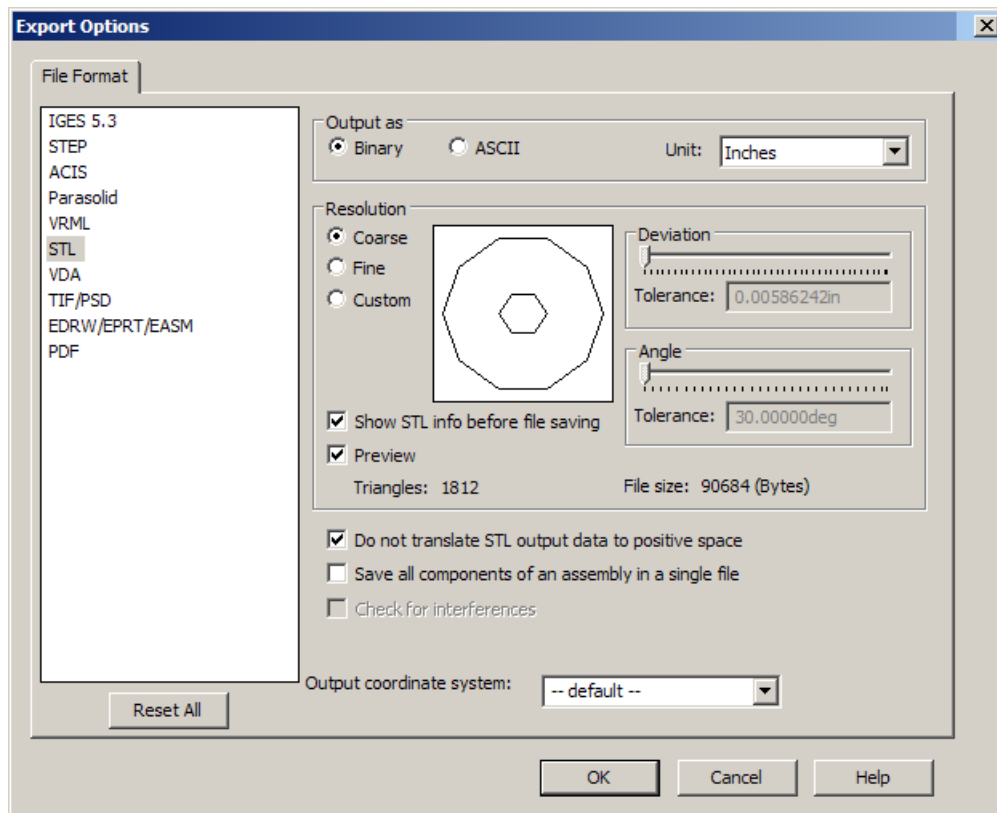 Export Options
File Format
IGES 5.3
STEP
ACIS
Parasolid
VRML
STL
VDA
TIF/PSD
EDRW/EPRT/EASM
PDF
Reset All
Output as
Binary ASCII Unit: Inches
Resolution
Coarse
Fine
Custom
Deviation
Tolerance: 0.00586242in
Angle
Tolerance: 30.00000deg
Show STL info before file saving
Preview
Triangles: 1812 File size: 90684 (Bytes)
Do not translate STL output data to positive space
Save all components of an assembly in a single file
Check for interferences
Output coordinate system: -- default --
OK Cancel Help